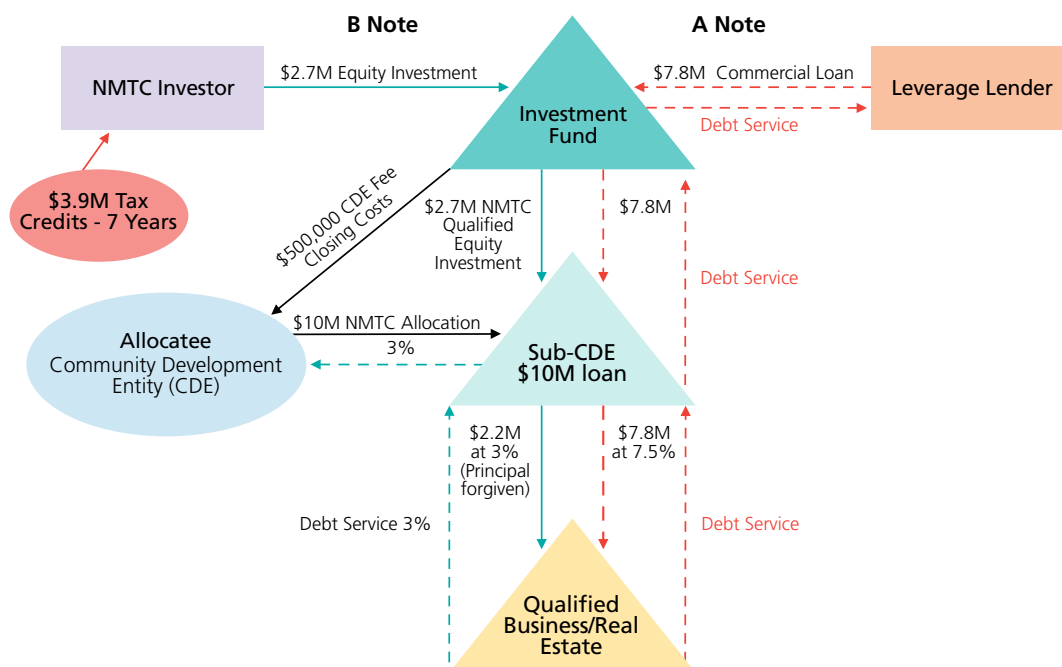 B Note
A Note
NMTC Investor
$2.7M Equity Investment
Investment
Fund
$7.8M Commercial Loan
Debt Service
Leverage Lender
$3.9M Tax
Credits - 7 Years
$500,000 CDE Fee
Closing Costs
$2.7M NMTC
Qualified
Equity
Investment
$7.8M
Debt Service
Allocatee
Community Development
Entity (CDE)
$10M NMTC Allocation
3%
Sub-CDE
$10M loan
$2.2M
at 3%
(Principal
forgiven)
$7.8M
at 7.5%
Debt Service 3%
Debt Service
Qualified
Business/Real
Estate